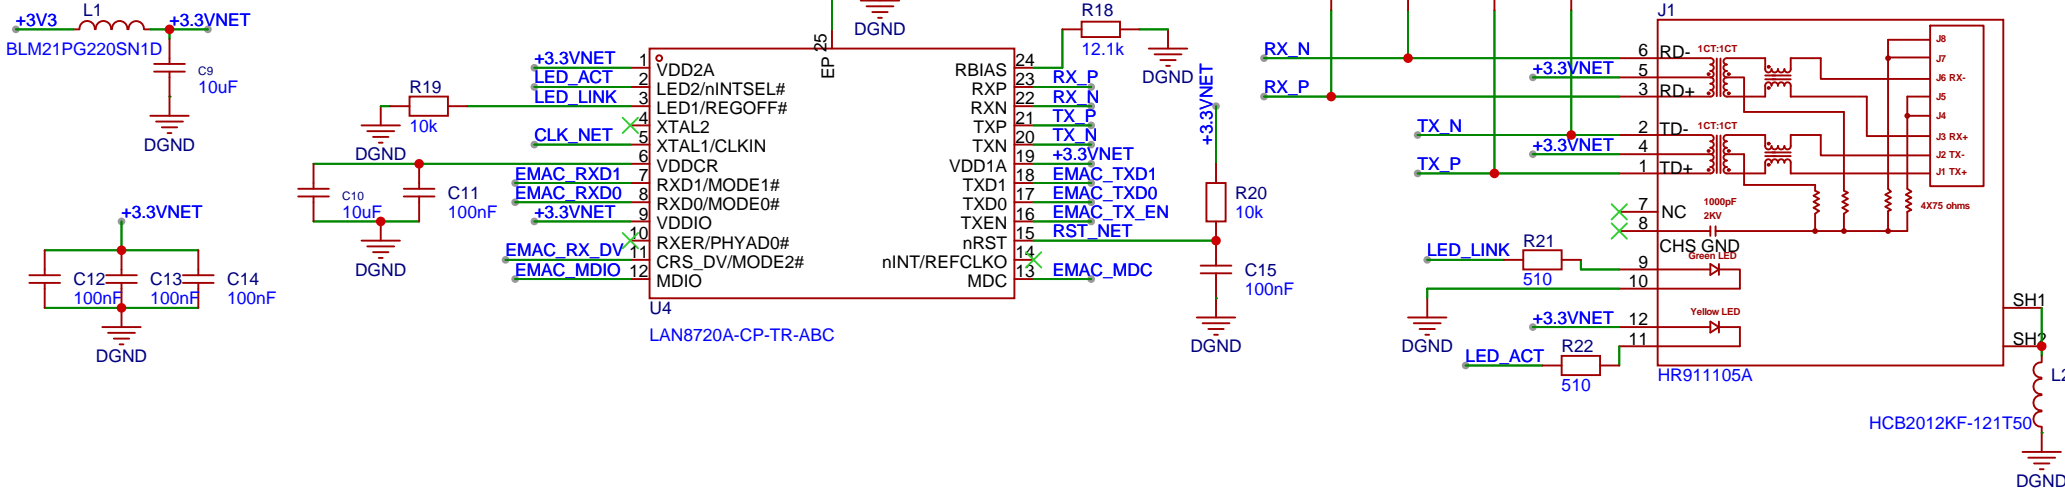 +3V3
L1
+3.3VNET
BLM21PG220SN1D
C9
10uF
DGND
+3.3VNET
C12
100nF
C13
100nF
C14
100nF
DGND
R19
10k
DGND
C10
10uF
C11
100nF
DGND
DGND
EP
25
+3.3VNET
1
VDD2A
LED_ACT
2
LED2/nINTSEL#
LED_LINK
3
LED1/REGOFF#
4
XTAL2
CLK_NET
5
XTAL1/CLKIN
6
VDDCR
EMAC_RXD1
7
RXD1/MODE1#
EMAC_RXD0
8
RXD0/MODE0#
+3.3VNET
9
VDDIO
10
RXER/PHYAD0#
EMAC_RX_DV
11
CRS_DV/MODE2#
EMAC_MDIO
12
MDIO
RBIAS
24
RXP
23
RX_P
RXN
22
RX_N
TXP
21
TX_P
TXN
20
TX_N
VDD1A
19
+3.3VNET
TXD1
18
EMAC_TXD1
TXD0
17
EMAC_TXD0
TXEN
16
EMAC_TX_EN
nRST
15
RST_NET
nINT/REFCLKO
14
MDC
13
EMAC_MDC
U4
LAN8720A-CP-TR-ABC
R18
12.1k
DGND
+3.3VNET
R20
10k
C15
100nF
DGND
J1
RX_N
6
RD-
+3.3VNET
5
RX_P
3
RD+
TX_N
2
TD-
+3.3VNET
4
TX_P
1
TD+
7
NC
8
CHS GND
1CT:1CT
1CT:1CT
1000pF
2KV
4X75 ohms
J8
J7
J6 RX-
J5
J4
J3 RX+
J2 TX-
J1 TX+
LED_LINK
R21
510
9
Green LED
10
DGND
+3.3VNET
12
Yellow LED
11
LED_ACT
R22
510
HR911105A
SH1
SH2
L2
HCB2012KF-121T50
DGND